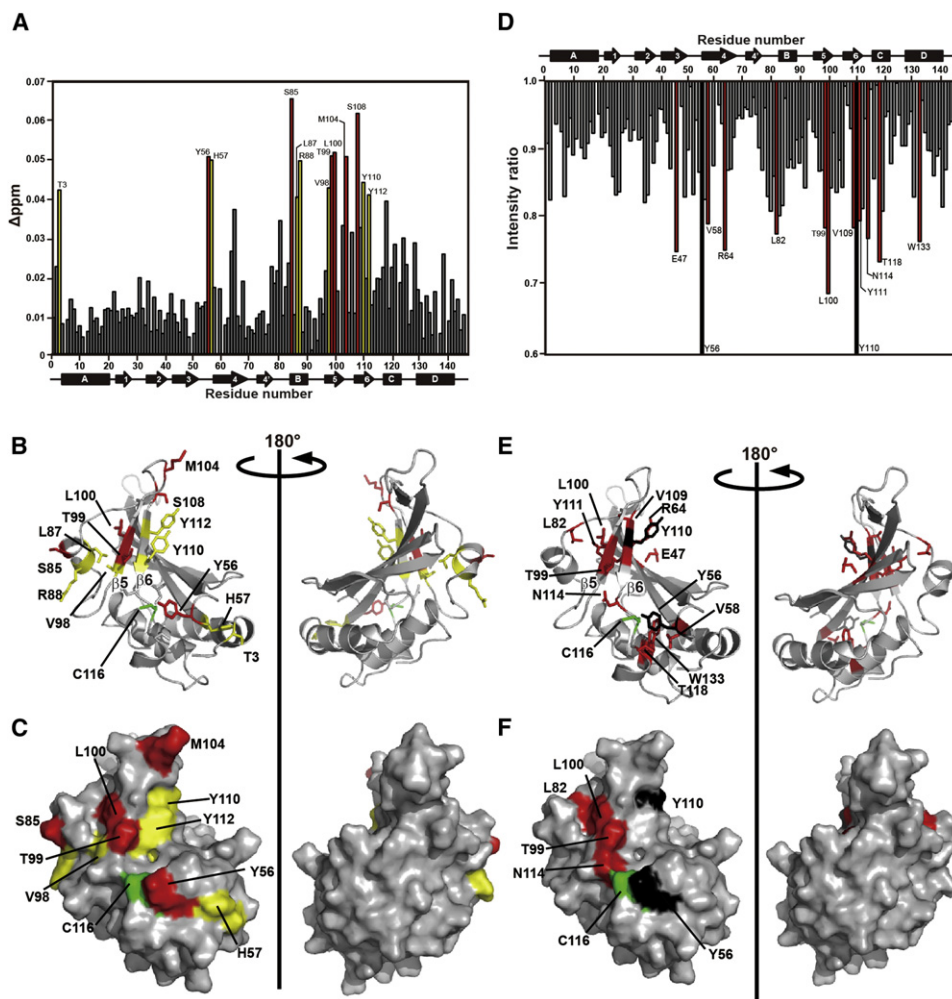 A
Δppm
0.07
0.06
0.05
0.04
0.03
0.02
0.01
0
T3
Y56
H57
S85
L87
R88
V98
T99
L100
M104
S108
Y110
Y112
0 10 20 30 40 50 60 70 80 90 100 110 120 130 140
A 1 2 3 4 4' B 5 6 C D
Residue number
D
Residue number
A 1 2 3 4 4' B 5 6 C D
0 10 20 30 40 50 60 70 80 90 100 110 120 130 140
Intensity ratio
1.0
0.9
0.8
0.7
0.6
E47
Y56
V58
R64
L82
T99
L100
V109
Y110
Y111
N114
T118
W133
B
180°
M104
L100
T99
S108
L87
Y112
Y110
S85
Y56
R88
β5
β6
H57
V98
C116
T3
E
180°
L100
V109
Y111
R64
L82
Y110
E47
T99
β5
β6
Y56
N114
V58
C116
W133
T118
C
M104
L100
Y110
Y112
S85
T99
Y56
V98
C116
H57
F
L100
L82
Y110
T99
N114
C116
Y56